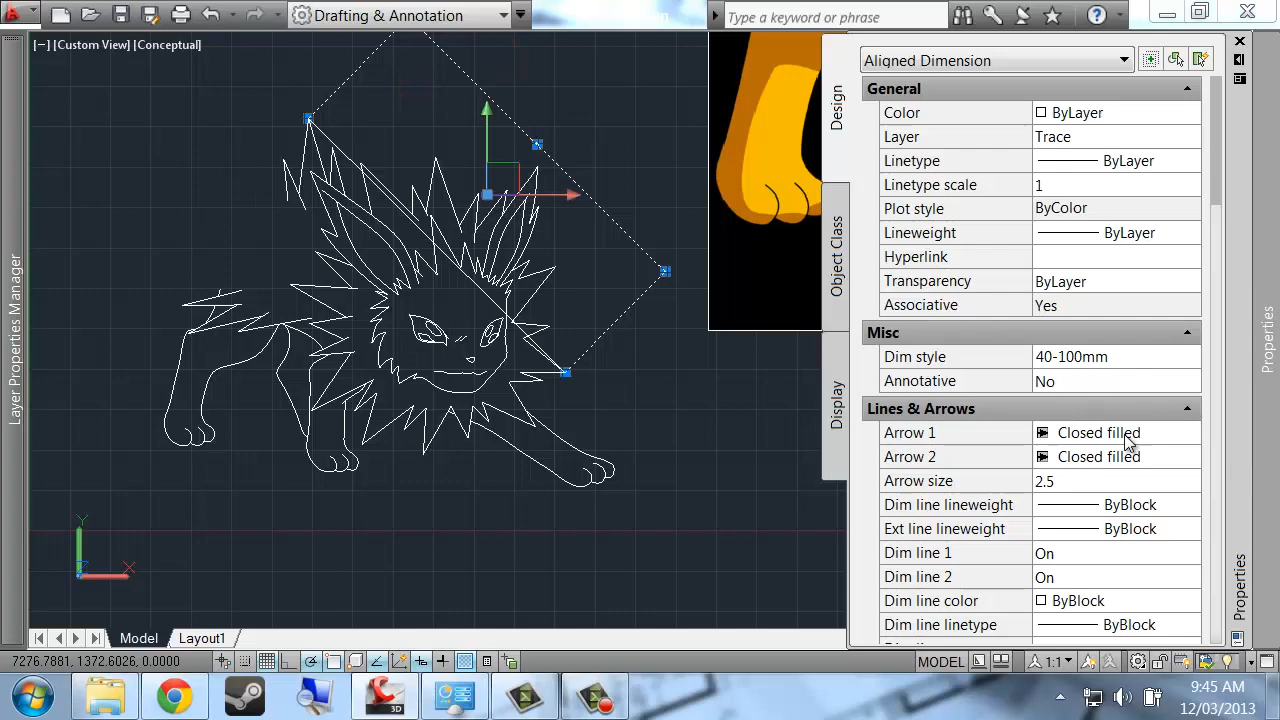 Drafting & Annotation
Type a keyword or phrase
[−] [Custom View] [Conceptual]
Layer Properties Manager
Y
X
Design
Object Class
Display
Aligned Dimension
General
Color ByLayer
Layer Trace
Linetype ByLayer
Linetype scale 1
Plot style ByColor
Lineweight ByLayer
Hyperlink
Transparency ByLayer
Associative Yes
Misc
Dim style 40-100mm
Annotative No
Lines & Arrows
Arrow 1 Closed filled
Arrow 2 Closed filled
Arrow size 2.5
Dim line lineweight ByBlock
Ext line lineweight ByBlock
Dim line 1 On
Dim line 2 On
Dim line color ByBlock
Dim line linetype ByBlock
Properties
Properties
Model Layout1
7276.7881, 1372.6026, 0.0000
MODEL
1:1
3D
9:45 AM
12/03/2013